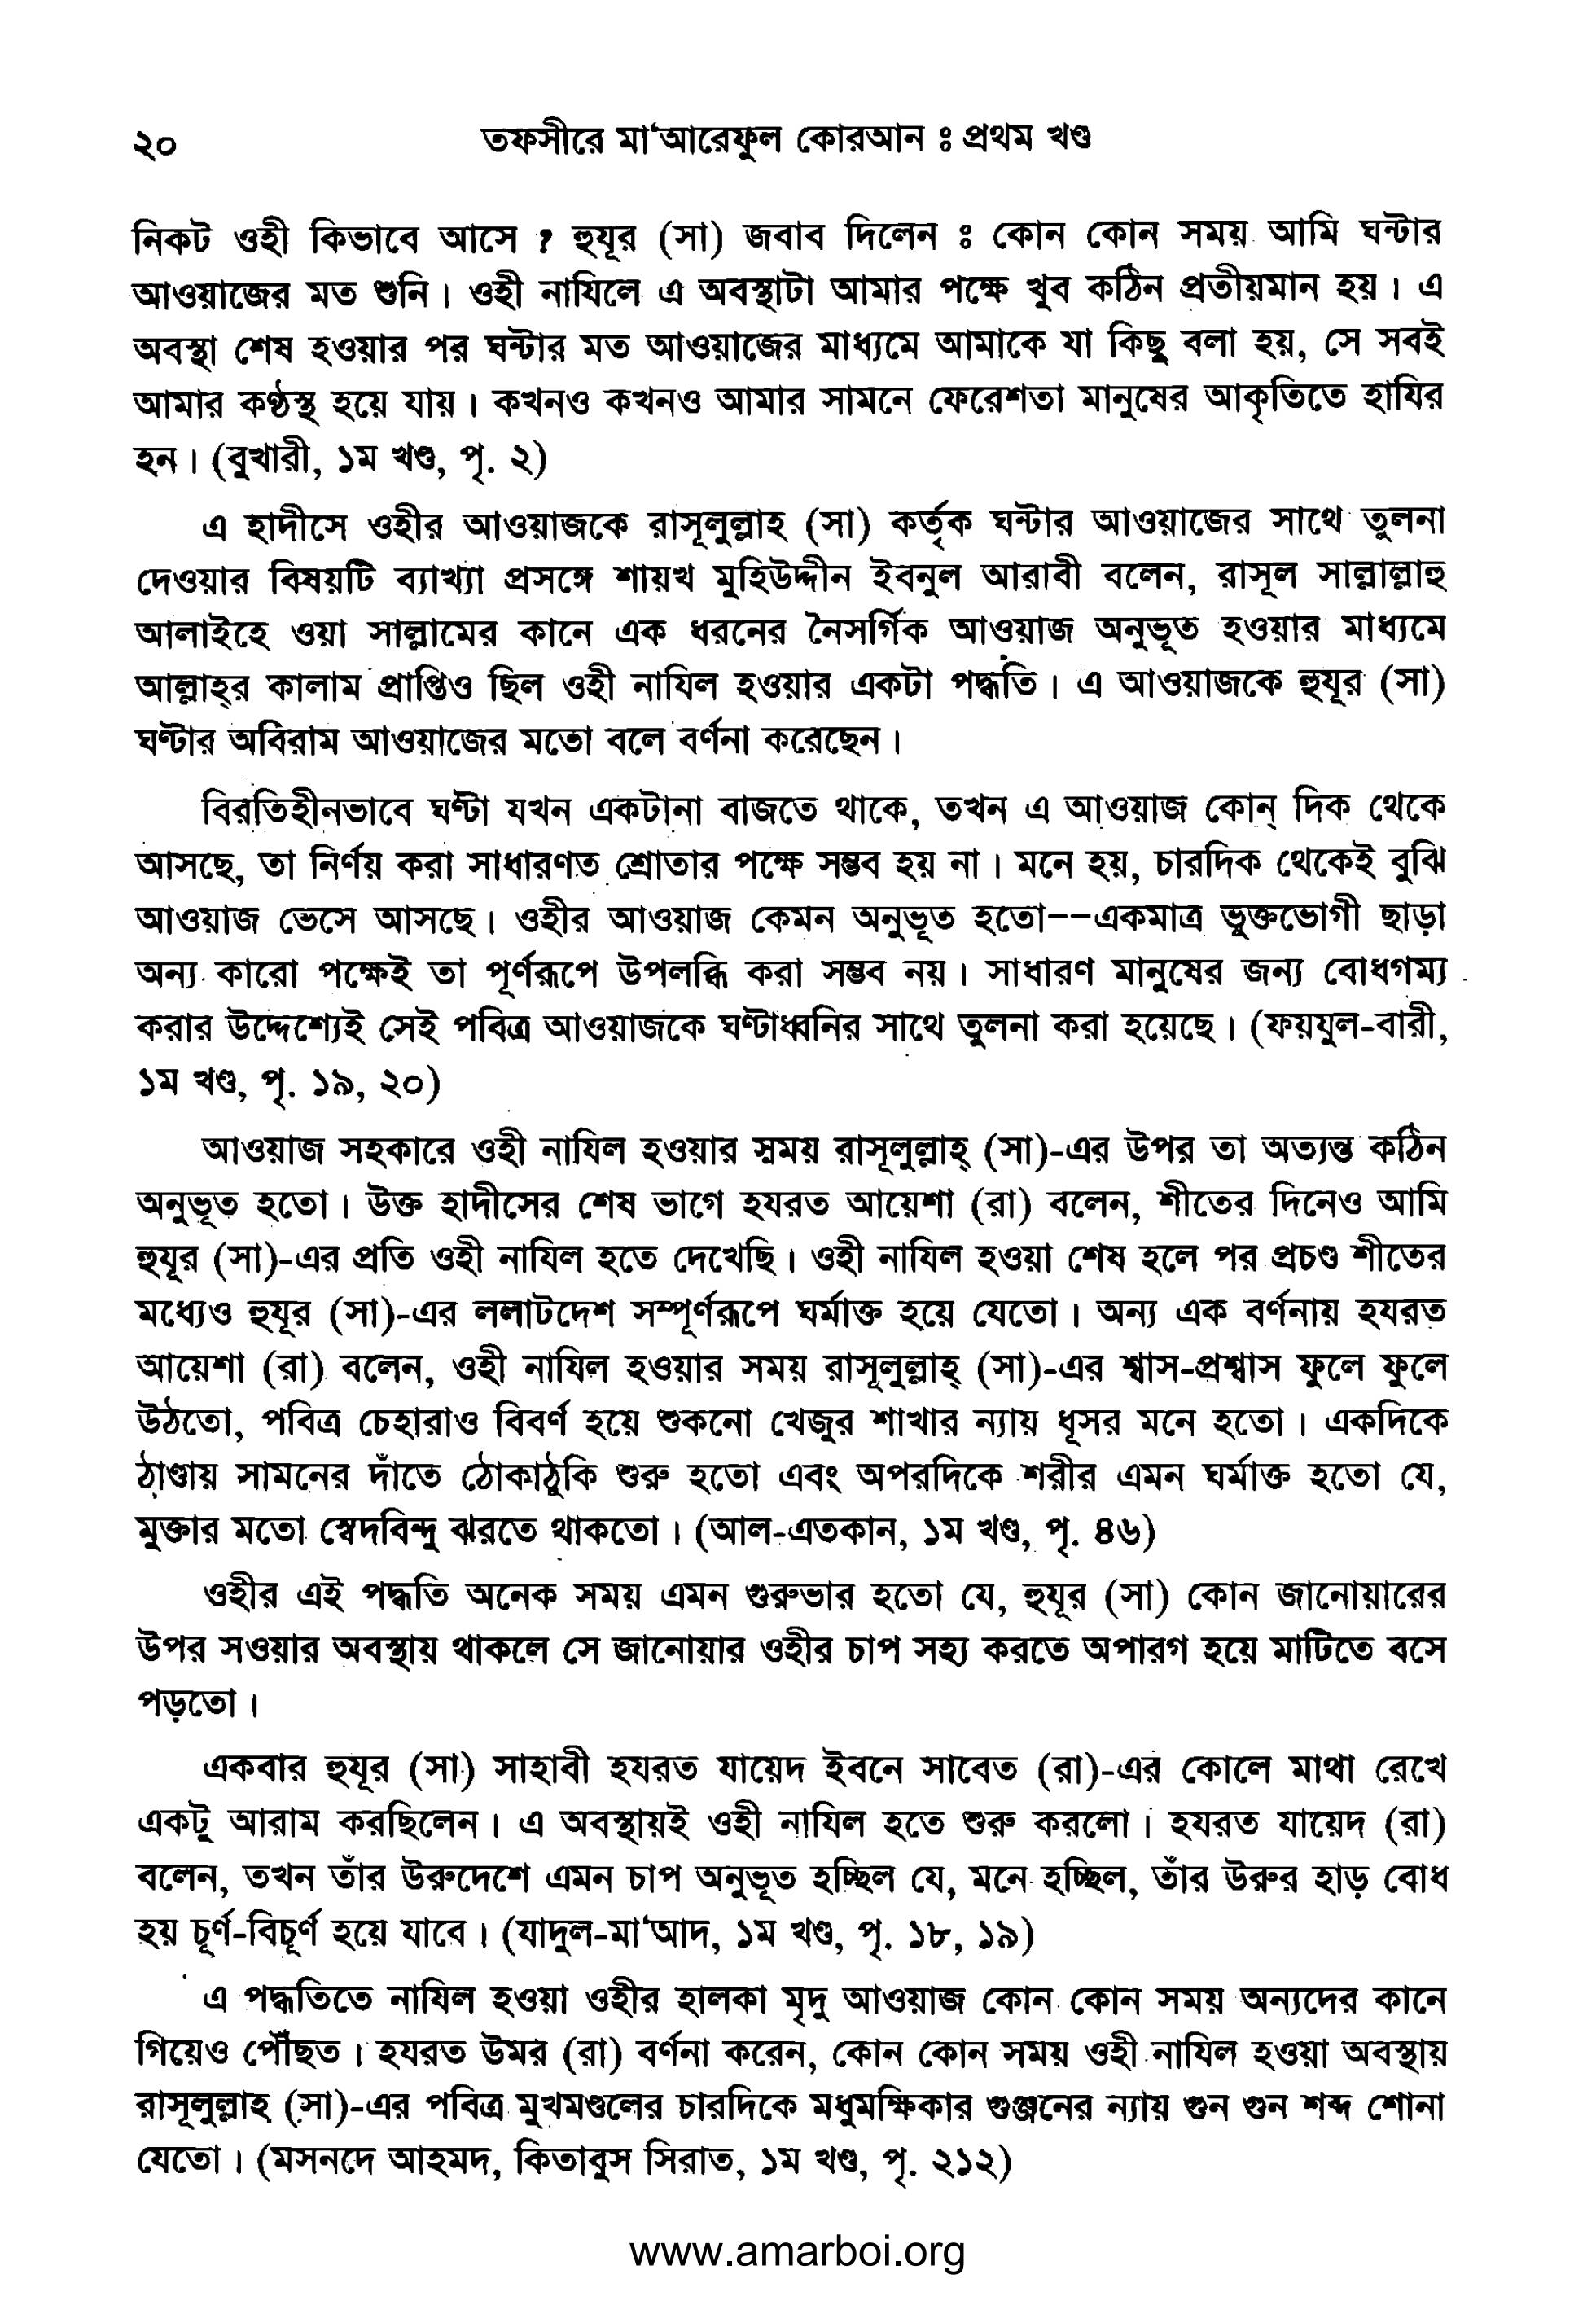 ২০
তফসীরে মা‘আরেফুল কোরআন ঃ প্রথম খণ্ড
নিকট ওহী কিভাবে আসে ? হুযূর (সা) জবাব দিলেন ঃ কোন কোন সময় আমি ঘন্টার
আওয়াজের মত শুনি। ওহী নাযিলে এ অবস্থাটা আমার পক্ষে খুব কঠিন প্রতীয়মান হয়। এ
অবস্থা শেষ হওয়ার পর ঘন্টার মত আওয়াজের মাধ্যমে আমাকে যা কিছু বলা হয়, সে সবই
আমার কণ্ঠস্থ হয়ে যায়। কখনও কখনও আমার সামনে ফেরেশতা মানুষের আকৃতিতে হাযির
হন। (বুখারী, ১ম খণ্ড, পৃ. ২)
এ হাদীসে ওহীর আওয়াজকে রাসূলুল্লাহ (সা) কর্তৃক ঘন্টার আওয়াজের সাথে তুলনা
দেওয়ার বিষয়টি ব্যাখ্যা প্রসঙ্গে শায়খ মুহিউদ্দীন ইবনুল আরাবী বলেন, রাসূল সাল্লাল্লাহু
আলাইহে ওয়া সাল্লামের কানে এক ধরনের নৈসর্গিক আওয়াজ অনুভূত হওয়ার মাধ্যমে
আল্লাহ্‌র কালাম প্রাপ্তিও ছিল ওহী নাযিল হওয়ার একটা পদ্ধতি। এ আওয়াজকে হুযূর (সা)
ঘণ্টার অবিরাম আওয়াজের মতো বলে বর্ণনা করেছেন।
বিরতিহীনভাবে ঘণ্টা যখন একটানা বাজতে থাকে, তখন এ আওয়াজ কোন্ দিক থেকে
আসছে, তা নির্ণয় করা সাধারণত শ্রোতার পক্ষে সম্ভব হয় না। মনে হয়, চারদিক থেকেই বুঝি
আওয়াজ ভেসে আসছে। ওহীর আওয়াজ কেমন অনুভূত হতো--একমাত্র ভুক্তভোগী ছাড়া
অন্য কারো পক্ষেই তা পূর্ণরূপে উপলব্ধি করা সম্ভব নয়। সাধারণ মানুষের জন্য বোধগম্য
করার উদ্দেশ্যেই সেই পবিত্র আওয়াজকে ঘণ্টাধ্বনির সাথে তুলনা করা হয়েছে। (ফয়যুল-বারী,
১ম খণ্ড, পৃ. ১৯, ২০)
আওয়াজ সহকারে ওহী নাযিল হওয়ার সময় রাসূলুল্লাহ্ (সা)-এর উপর তা অত্যন্ত কঠিন
অনুভূত হতো। উক্ত হাদীসের শেষ ভাগে হযরত আয়েশা (রা) বলেন, শীতের দিনেও আমি
হুযূর (সা)-এর প্রতি ওহী নাযিল হতে দেখেছি। ওহী নাযিল হওয়া শেষ হলে পর প্রচণ্ড শীতের
মধ্যেও হুযূর (সা)-এর ললাটদেশ সম্পূর্ণরূপে ঘর্মাক্ত হয়ে যেতো। অন্য এক বর্ণনায় হযরত
আয়েশা (রা) বলেন, ওহী নাযিল হওয়ার সময় রাসূলুল্লাহ্ (সা)-এর শ্বাস-প্রশ্বাস ফুলে ফুলে
উঠতো, পবিত্র চেহারাও বিবর্ণ হয়ে শুকনো খেজুর শাখার ন্যায় ধূসর মনে হতো। একদিকে
ঠাণ্ডায় সামনের দাঁতে ঠোকাঠুকি শুরু হতো এবং অপরদিকে শরীর এমন ঘর্মাক্ত হতো যে,
মুক্তার মতো স্বেদবিন্দু ঝরতে থাকতো। (আল-এতকান, ১ম খণ্ড, পৃ. ৪৬)
ওহীর এই পদ্ধতি অনেক সময় এমন গুরুভার হতো যে, হুযূর (সা) কোন জানোয়ারের
উপর সওয়ার অবস্থায় থাকলে সে জানোয়ার ওহীর চাপ সহ্য করতে অপারগ হয়ে মাটিতে বসে
পড়তো।
একবার হুযূর (সা) সাহাবী হযরত যায়েদ ইবনে সাবেত (রা)-এর কোলে মাথা রেখে
একটু আরাম করছিলেন। এ অবস্থায়ই ওহী নাযিল হতে শুরু করলো। হযরত যায়েদ (রা)
বলেন, তখন তাঁর উরুদেশে এমন চাপ অনুভূত হচ্ছিল যে, মনে হচ্ছিল, তাঁর উরুর হাড় বোধ
হয় চূর্ণ-বিচূর্ণ হয়ে যাবে। (যাদুল-মা‘আদ, ১ম খণ্ড, পৃ. ১৮, ১৯)
এ পদ্ধতিতে নাযিল হওয়া ওহীর হালকা মৃদু আওয়াজ কোন কোন সময় অন্যদের কানে
গিয়েও পৌঁছত। হযরত উমর (রা) বর্ণনা করেন, কোন কোন সময় ওহী নাযিল হওয়া অবস্থায়
রাসূলুল্লাহ (সা)-এর পবিত্র মুখমণ্ডলের চারদিকে মধুমক্ষিকার গুঞ্জনের ন্যায় গুন গুন শব্দ শোনা
যেতো। (মসনদে আহমদ, কিতাবুস সিরাত, ১ম খণ্ড, পৃ. ২১২)
www.amarboi.org